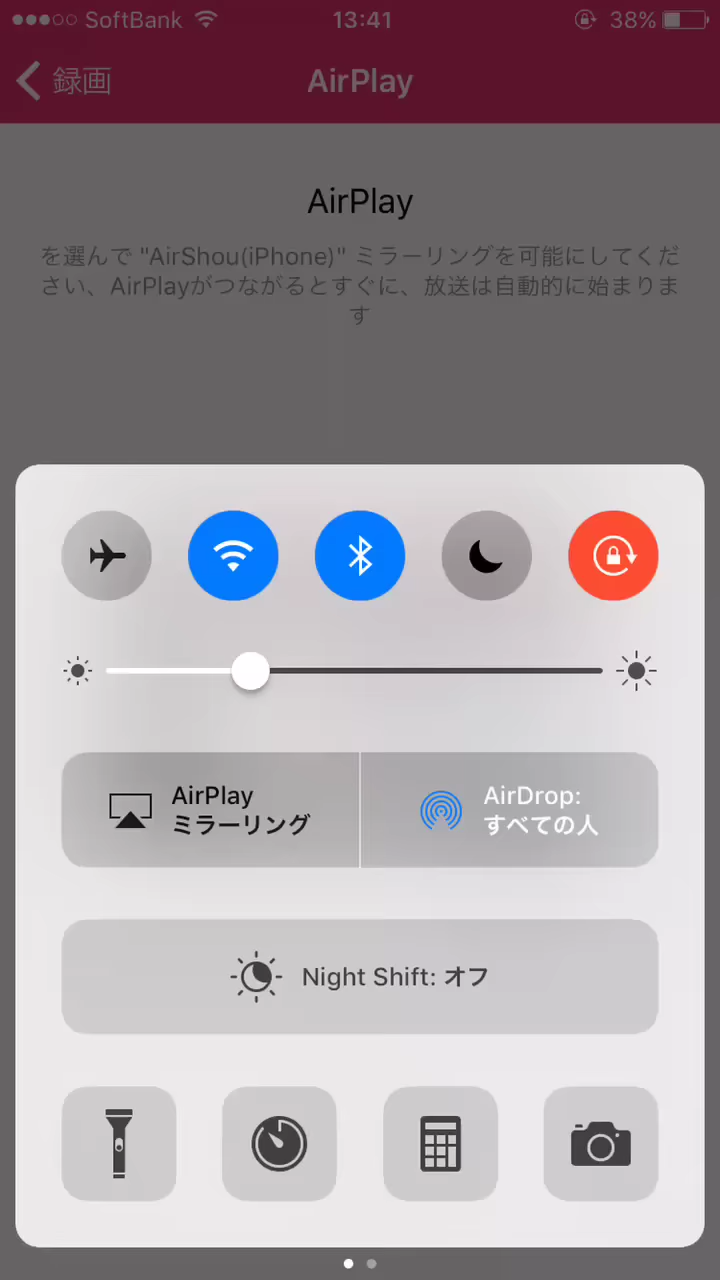 SoftBank 13:41 38%
録画 AirPlay
AirPlay
を選んで "AirShou(iPhone)" ミラーリングを可能にしてくだ
さい、AirPlayがつながるとすぐに、放送は自動的に始まりま
す
AirPlay
ミラーリング
AirDrop:
すべての人
Night Shift: オフ